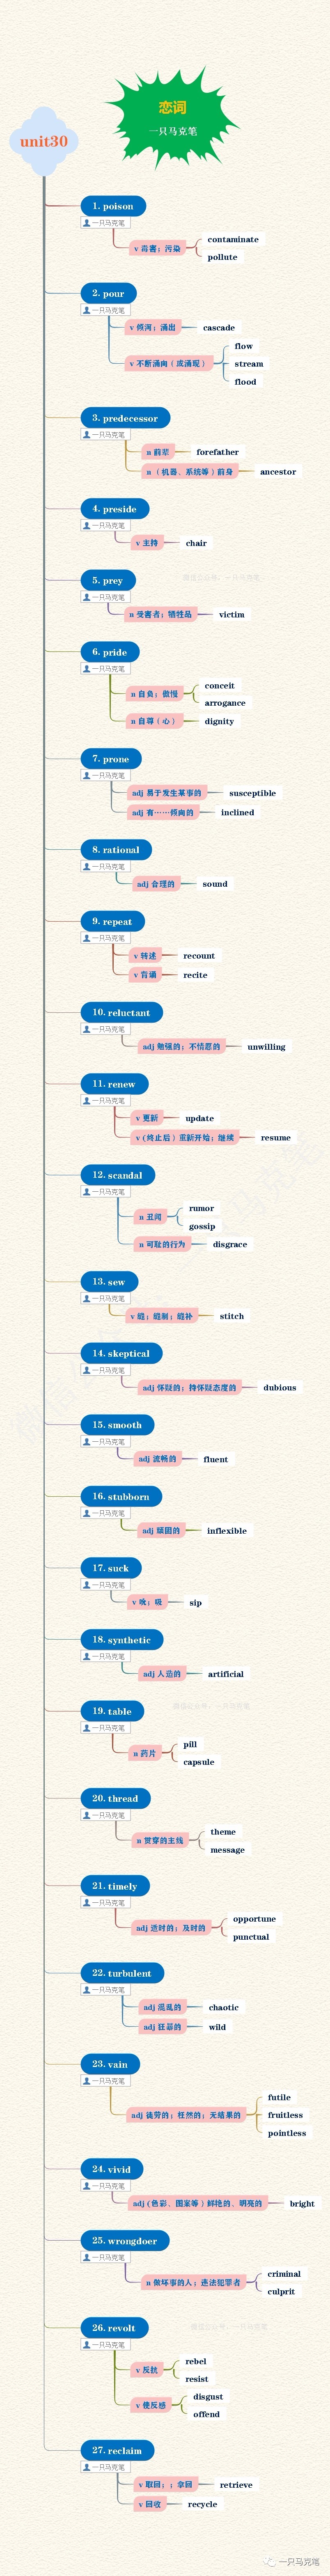 恋词
一只马克笔
unit30
1. poison
一只马克笔
v 毒害；污染
contaminate
pollute
2. pour
一只马克笔
v 倾泻；涌出
cascade
v 不断涌向（或涌现）
flow
stream
flood
3. predecessor
一只马克笔
n 前辈
forefather
n （机器、系统等）前身
ancestor
4. preside
一只马克笔
v 主持
chair
5. prey
一只马克笔
n 受害者；牺牲品
victim
6. pride
一只马克笔
n 自负；傲慢
conceit
arrogance
n 自尊（心）
dignity
7. prone
一只马克笔
adj 易于发生某事的
susceptible
adj 有……倾向的
inclined
8. rational
一只马克笔
adj 合理的
sound
9. repeat
一只马克笔
v 转述
recount
v 背诵
recite
10. reluctant
一只马克笔
adj 勉强的；不情愿的
unwilling
11. renew
一只马克笔
v 更新
update
v (终止后）重新开始；继续
resume
12. scandal
一只马克笔
n 丑闻
rumor
gossip
n 可耻的行为
disgrace
13. sew
一只马克笔
v 缝；缝制；缝补
stitch
14. skeptical
一只马克笔
adj 怀疑的；持怀疑态度的
dubious
15. smooth
一只马克笔
adj 流畅的
fluent
16. stubborn
一只马克笔
adj 顽固的
inflexible
17. suck
一只马克笔
v 吮；吸
sip
18. synthetic
一只马克笔
adj 人造的
artificial
19. table
一只马克笔
n 药片
pill
capsule
20. thread
一只马克笔
n 贯穿的主线
theme
message
21. timely
一只马克笔
adj 适时的；及时的
opportune
punctual
22. turbulent
一只马克笔
adj 混乱的
chaotic
adj 狂暴的
wild
23. vain
一只马克笔
adj 徒劳的；枉然的；无结果的
futile
fruitless
pointless
24. vivid
一只马克笔
adj (色彩、图案等）鲜艳的、明亮的
bright
25. wrongdoer
一只马克笔
n 做坏事的人；违法犯罪者
criminal
culprit
26. revolt
一只马克笔
v 反抗
rebel
resist
v 使反感
disgust
offend
27. reclaim
一只马克笔
v 取回；；拿回
retrieve
v 回收
recycle
一只马克笔